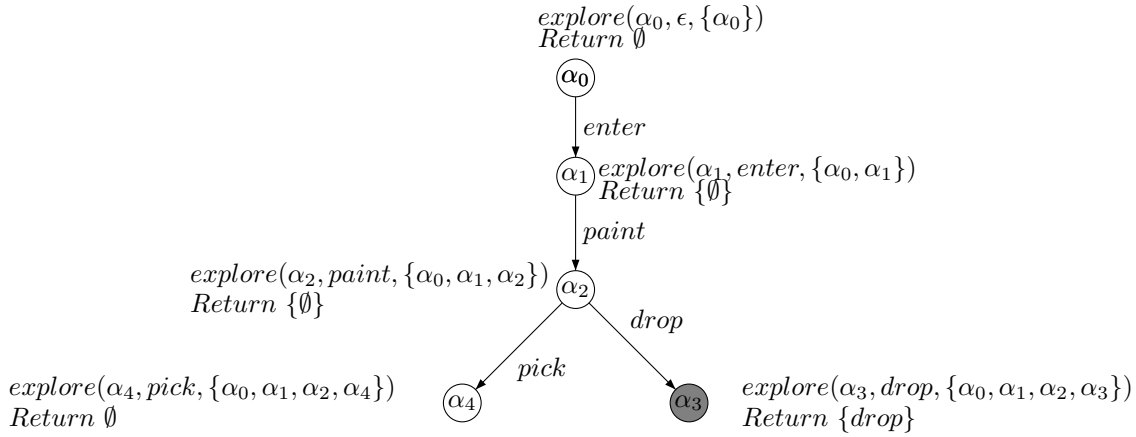 explore(α₀, ϵ, {α₀})
Return ∅
α₀
enter
α₁
explore(α₁, enter, {α₀, α₁})
Return {∅}
paint
explore(α₂, paint, {α₀, α₁, α₂})
Return {∅}
α₂
drop
pick
explore(α₄, pick, {α₀, α₁, α₂, α₄})
Return ∅
α₄
α₃
explore(α₃, drop, {α₀, α₁, α₂, α₃})
Return {drop}